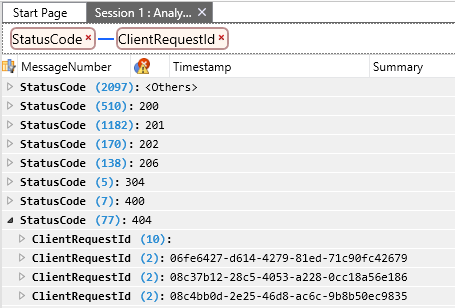 Start Page Session 1 : Analy... ×
StatusCode × ClientRequestId ×
MessageNumber Timestamp Summary
StatusCode (2097): <Others>
StatusCode (510): 200
StatusCode (1182): 201
StatusCode (170): 202
StatusCode (138): 206
StatusCode (5): 304
StatusCode (7): 400
StatusCode (77): 404
ClientRequestId (10):
ClientRequestId (2): 06fe6427-d614-4279-81ed-71c90fc42679
ClientRequestId (2): 08c37b12-28c5-4053-a228-0cc18a56e186
ClientRequestId (2): 08c4bb0d-2e25-46d8-ac6c-9b8b50ec9835